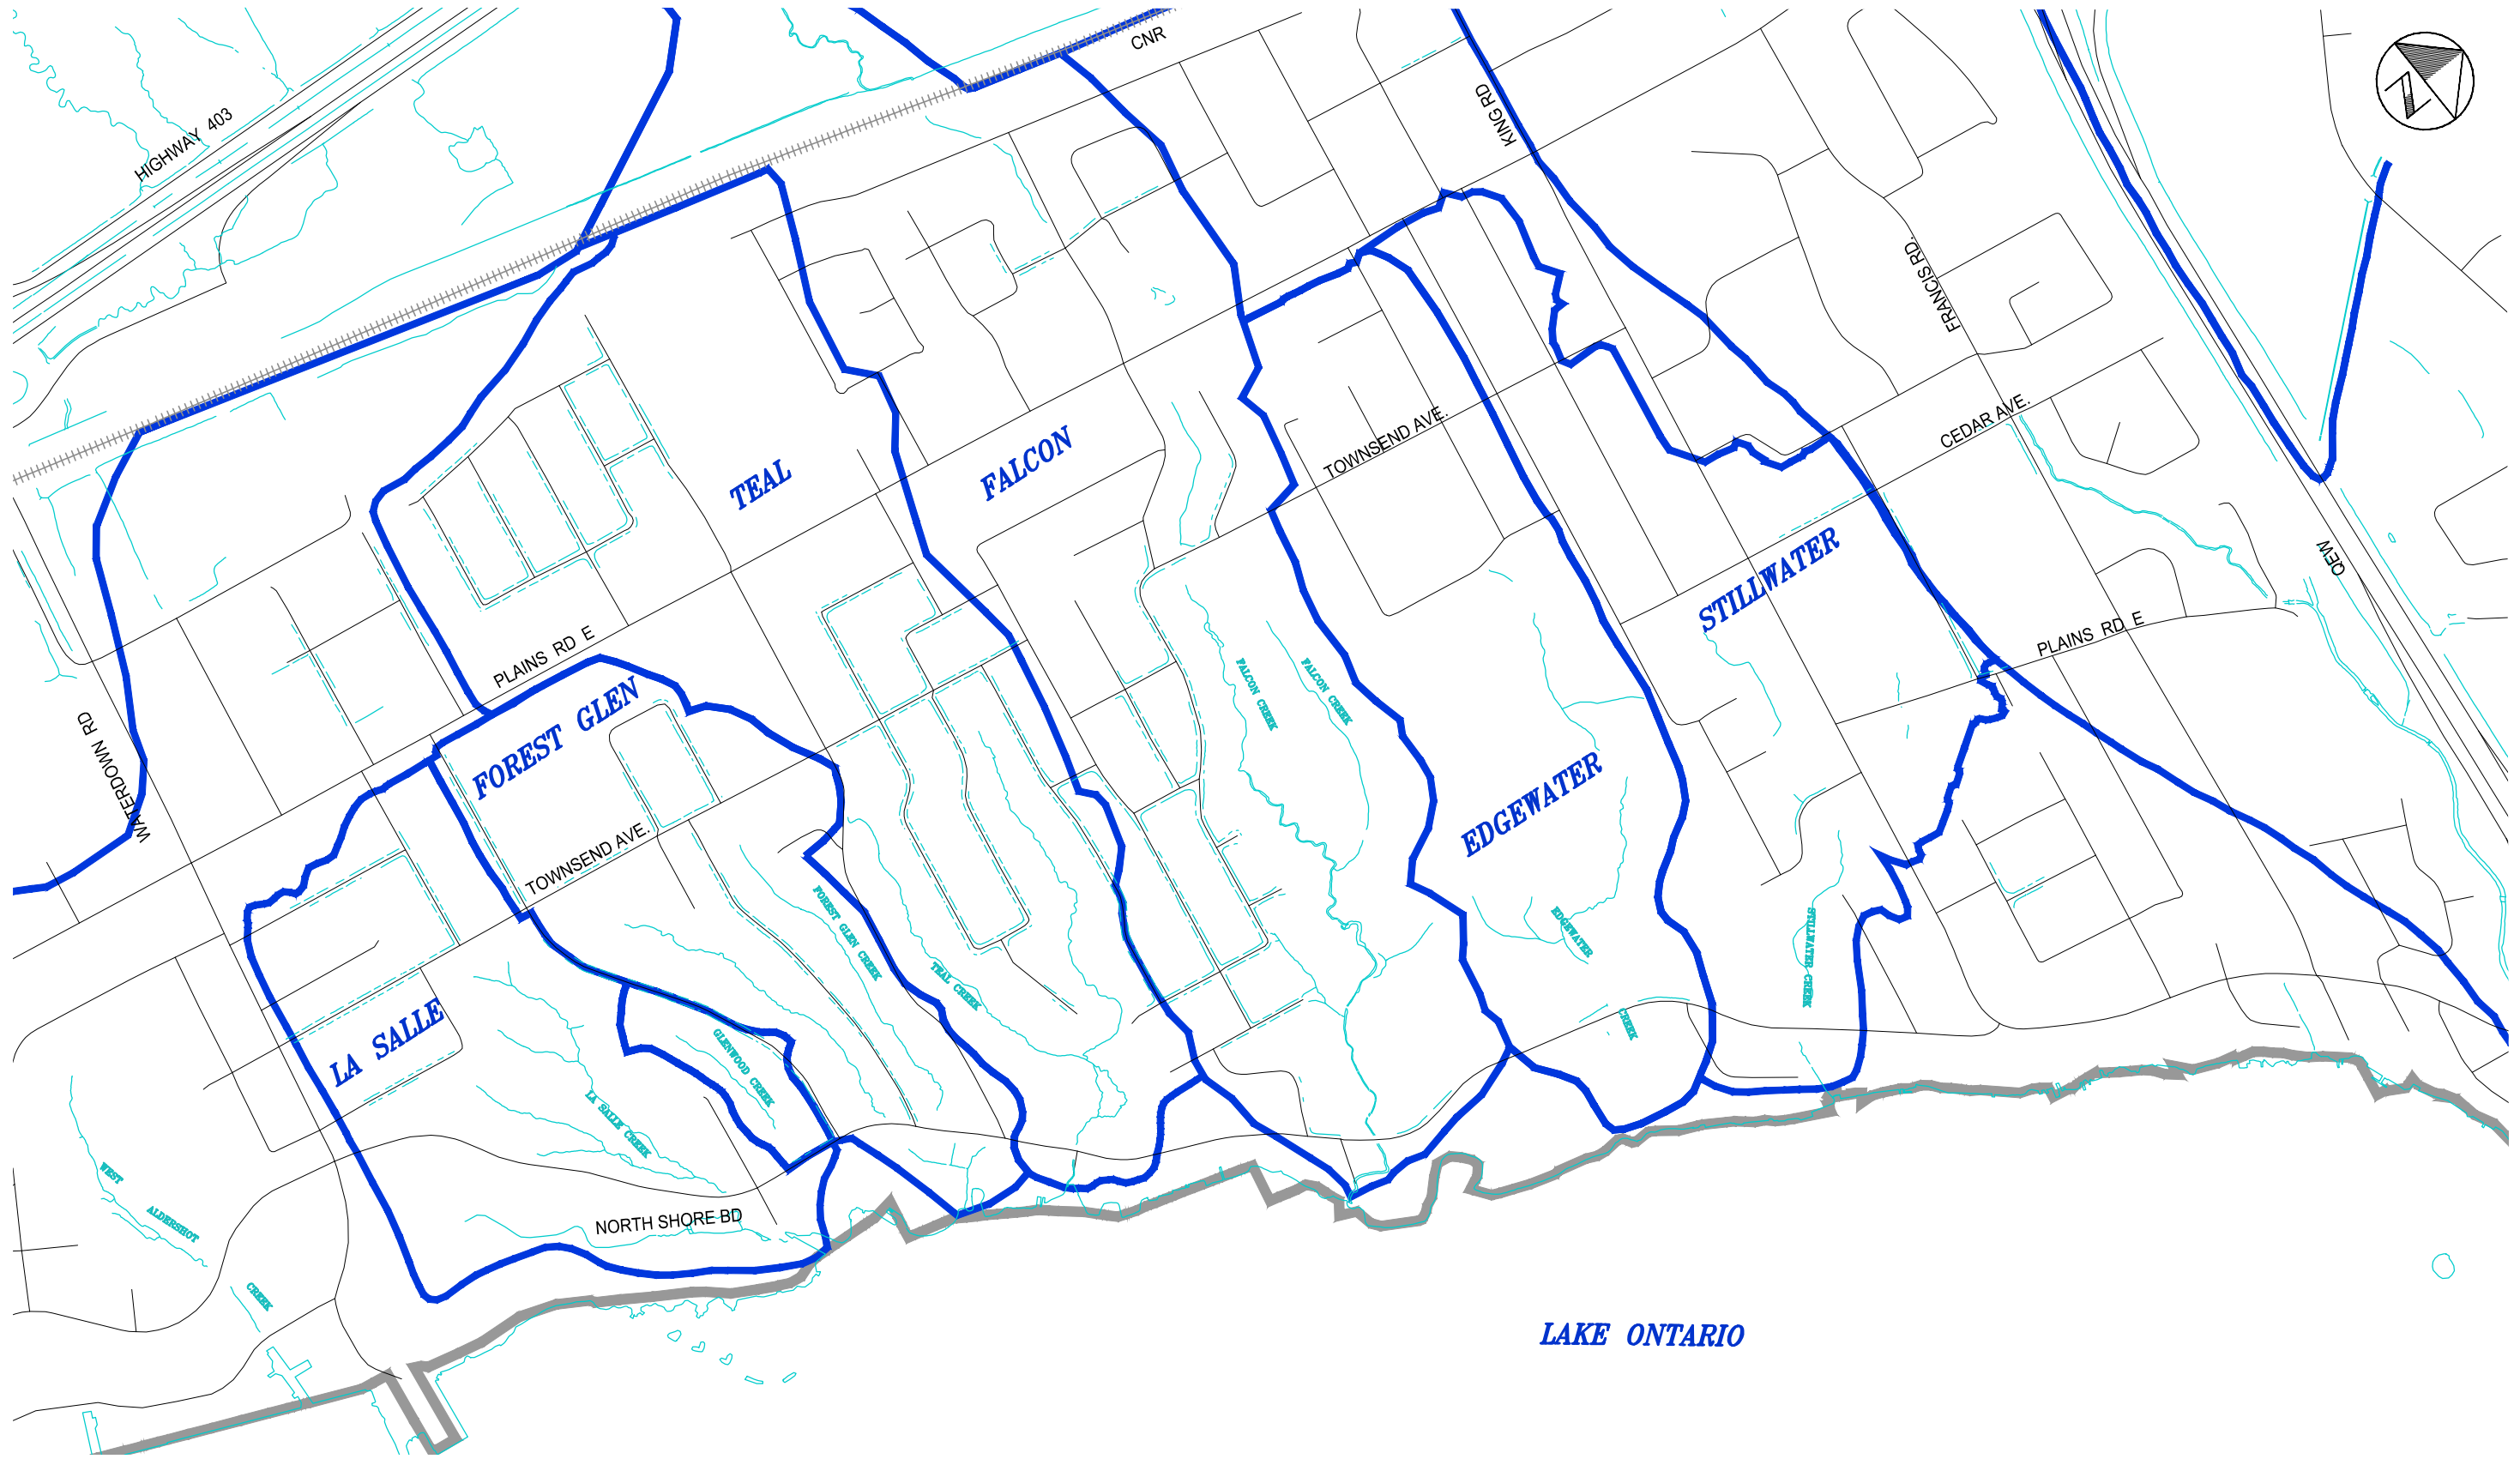 CNR
HIGHWAY 403
KING RD
FRANCIS RD.
CEDAR AVE.
TOWNSEND AVE.
FALCON
TEAL
QEW
STILLWATER
PLAINS RD E
PLAINS RD E
FOREST GLEN
FALCON CREEK
FALCON CREEK
WATERDOWN RD
EDGEWATER
TOWNSEND AVE.
FOREST GLEN CREEK
EDGEWATER
CREEK
STILLWATER CREEK
TEAL CREEK
LA SALLE
GLENWOOD CREEK
LA SALLE CREEK
WEST
ALDERSHOT
CREEK
NORTH SHORE BD
LAKE ONTARIO